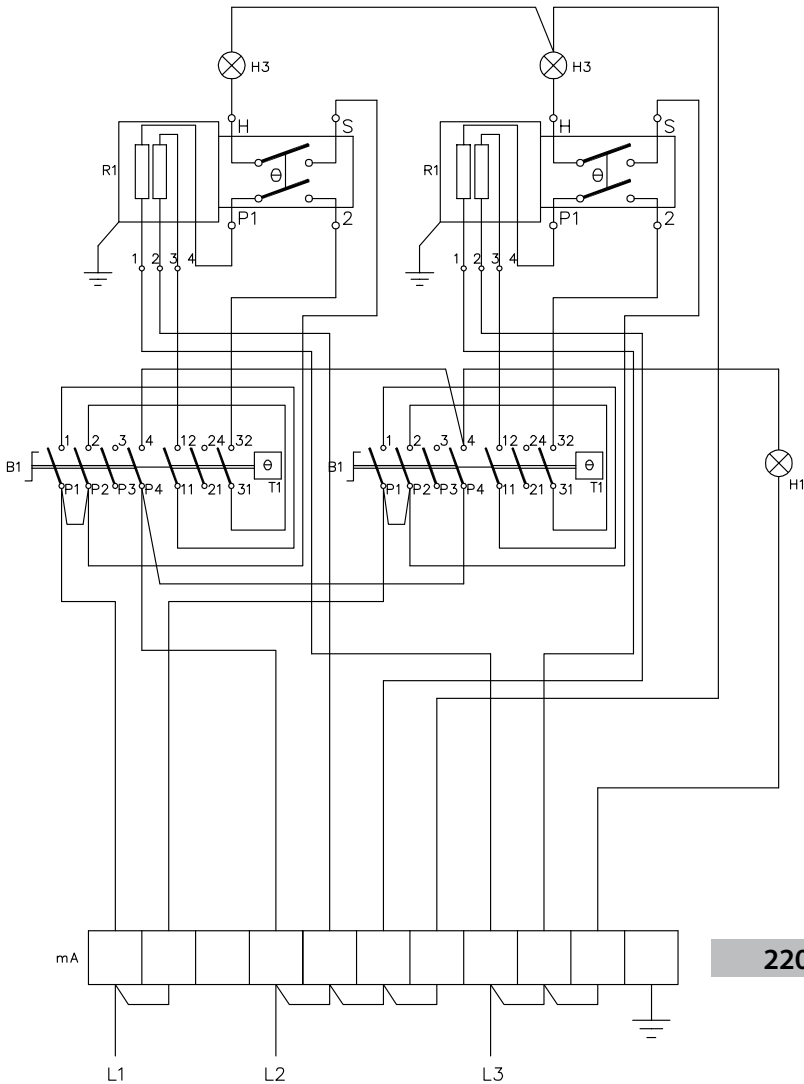 H3 H3
H S H S
R1 θ R1 θ
P1 2 P1 2
1 2 3 4 1 2 3 4
1 2 3 4 12 24 32 1 2 3 4 12 24 32
B1 θ B1 θ
P1 P2 P3 P4 11 21 31 T1 P1 P2 P3 P4 11 21 31 T1 H1
mA 220
L1 L2 L3